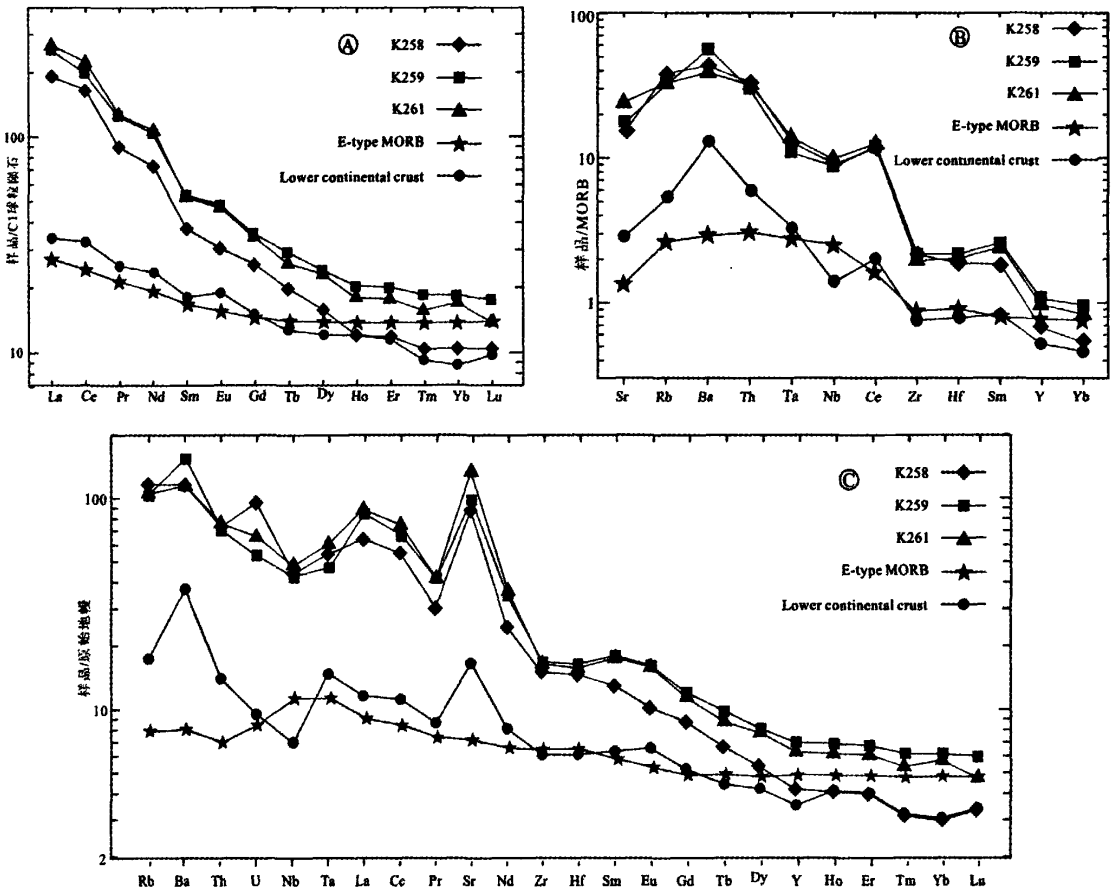 A
K258
K259
K261
E-type MORB
Lower continental crust
100
10
样品/C1球粒陨石
La Ce Pr Nd Sm Eu Gd Tb Dy Ho Er Tm Yb Lu
B
K258
K259
K261
E-type MORB
Lower continental crust
100
10
1
样品/MORB
Sr Rb Ba Th Ta Nb Ce Zr Hf Sm Y Yb
C
K258
K259
K261
E-type MORB
Lower continental crust
100
10
2
样品/原始地幔
Rb Ba Th U Nb Ta La Ce Pr Sr Nd Zr Hf Sm Eu Gd Tb Dy Y Ho Er Tm Yb Lu